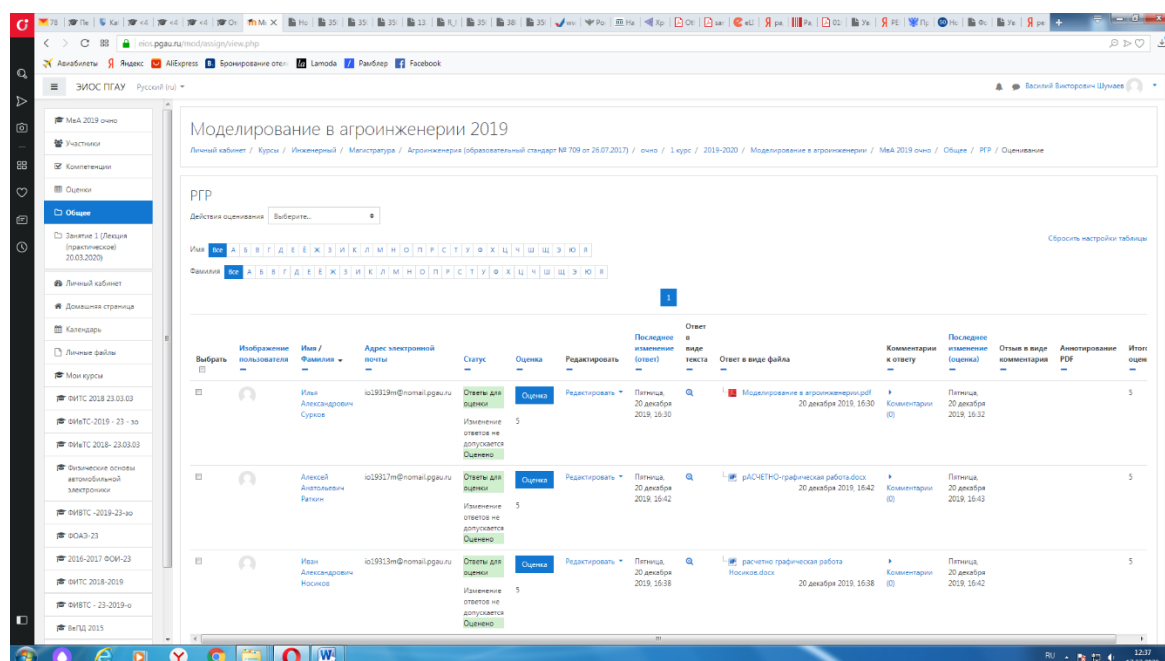 eios.pgau.ru/mod/assign/view.php
Авиабилеты Яндекс AliExpress Бронирование отел Lamoda Рамблер Facebook
ЭИОС ПГАУ Русский (ru)
Василий Викторович Шумаев
МеА 2019 очно
Участники
Компетенции
Оценки
Общее
Занятие 1 (Лекция
(практическое)
20.03.2020)
Личный кабинет
Домашняя страница
Календарь
Личные файлы
Мои курсы
ФИТС 2018 23.03.03
ФИвТС-2019 - 23 - зо
ФИвТС 2018- 23.03.03
Физические основы
автомобильной
электроники
ФИВТС -2019-23-зо
ФОАЭ-23
2016-2017 ФОИ-23
ФИТС 2018-2019
ФИВТС - 23-2019-о
ВвПД 2015
Моделирование в агроинженерии 2019
Личный кабинет / Курсы / Инженерный / Магистратура / Агроинженерия (образовательный стандарт № 709 от 26.07.2017) / очно / 1 курс / 2019-2020 / Моделирование в агроинженерии / МеА 2019 очно / Общее / РГР / Оценивание
РГР
Действия оценивания Выберите...
Сбросить настройки таблицы
Имя Все А Б В Г Д Е Ё Ж З И К Л М Н О П Р С Т У Ф Х Ц Ч Ш Щ Э Ю Я
Фамилия Все А Б В Г Д Е Ё Ж З И К Л М Н О П Р С Т У Ф Х Ц Ч Ш Щ Э Ю Я
1
Выбрать
Изображение
пользователя
Имя /
Фамилия
Адрес электронной
почты
Статус
Оценка
Редактировать
Последнее
изменение
(ответ)
Ответ
в
виде
текста
Ответ в виде файла
Комментарии
к ответу
Последнее
изменение
(оценка)
Отзыв в виде
комментария
Аннотирование
PDF
Итого
оцен
Илья
Александрович
Сурков
io19319m@nomail.pgau.ru
Ответы для
оценки
Изменение
ответов не
допускается
Оценено
Оценка
5
Редактировать
Пятница,
20 декабря
2019, 16:30
Моделирование в агроинженерии.pdf
20 декабря 2019, 16:30
Комментарии
(0)
Пятница,
20 декабря
2019, 16:32
5
Алексей
Анатольевич
Раткин
io19317m@nomail.pgau.ru
Ответы для
оценки
Изменение
ответов не
допускается
Оценено
Оценка
5
Редактировать
Пятница,
20 декабря
2019, 16:42
рАСЧЕТНО-графическая работа.docx
20 декабря 2019, 16:42
Комментарии
(0)
Пятница,
20 декабря
2019, 16:43
5
Иван
Александрович
Носиков
io19313m@nomail.pgau.ru
Ответы для
оценки
Изменение
ответов не
допускается
Оценено
Оценка
5
Редактировать
Пятница,
20 декабря
2019, 16:38
расчетно графическая работа
Носиков.docx
20 декабря 2019, 16:38
Комментарии
(0)
Пятница,
20 декабря
2019, 16:42
5
RU
12:37